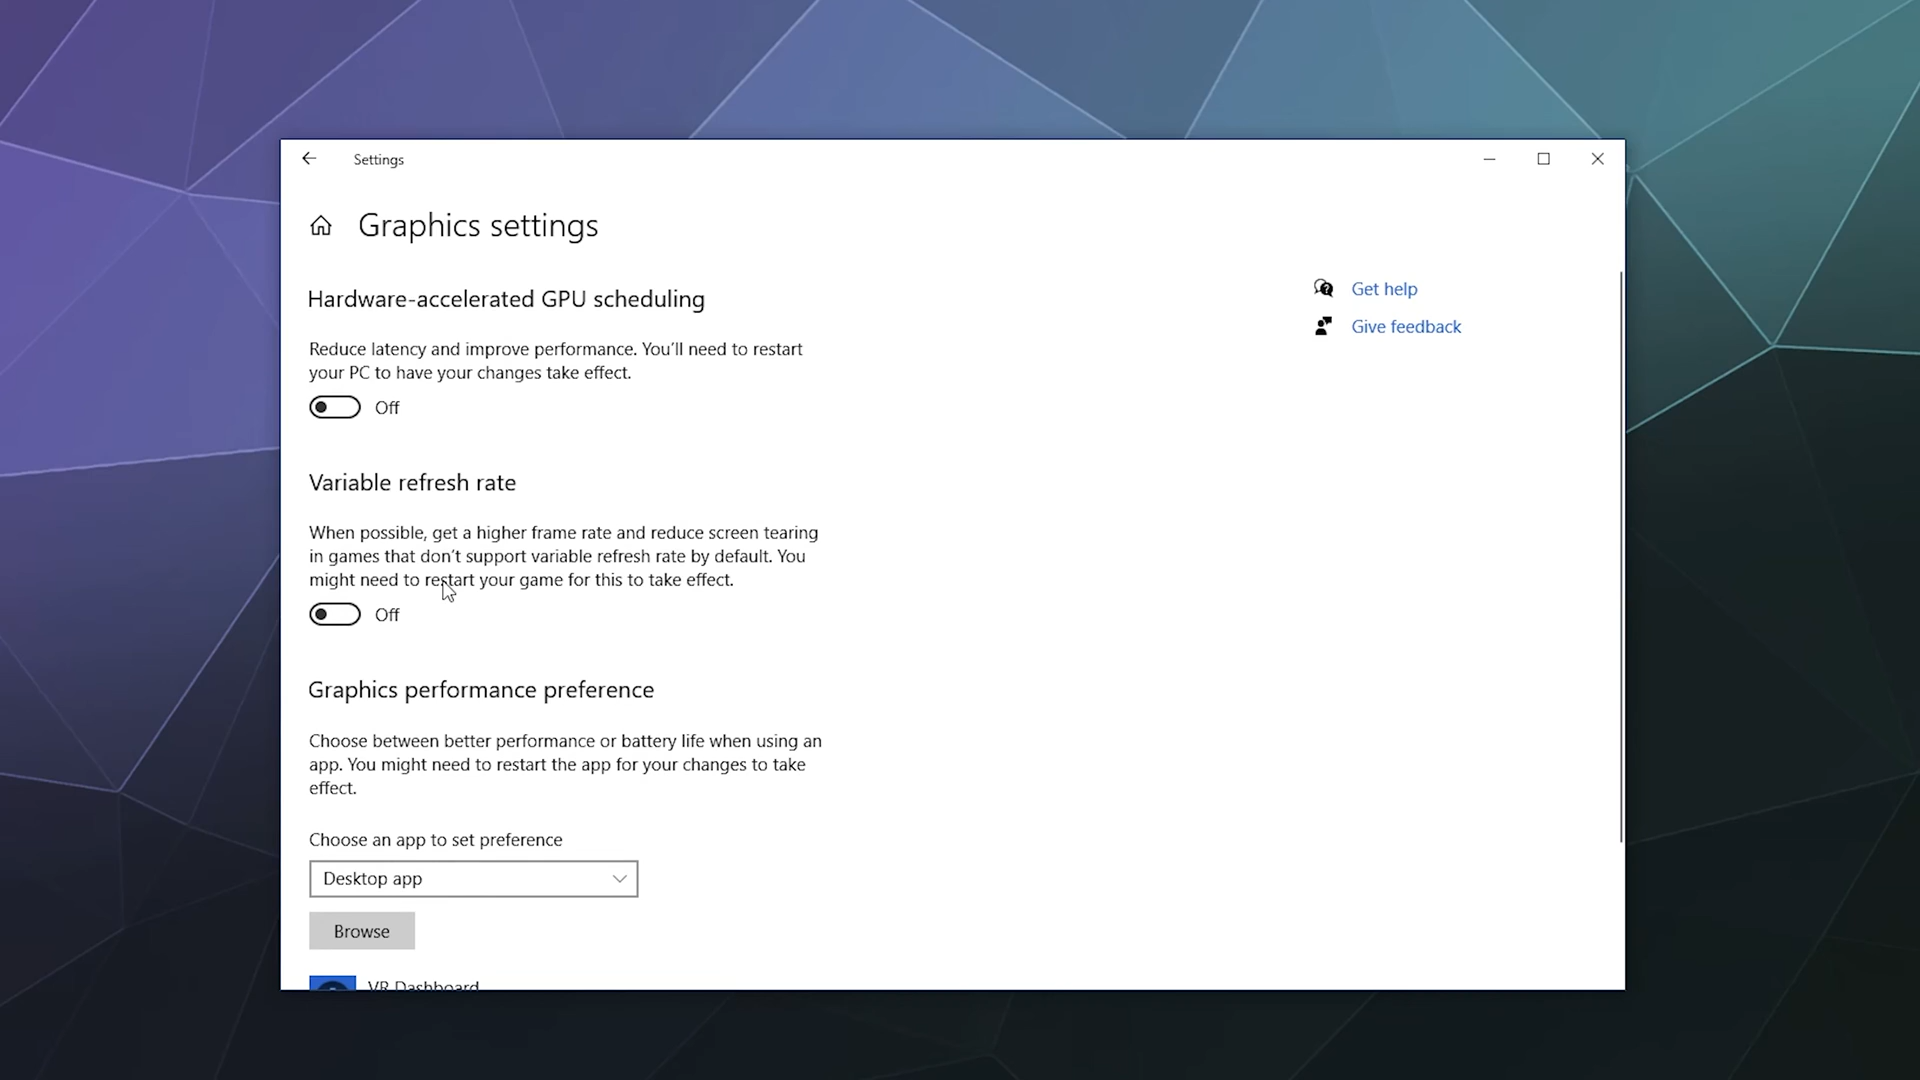 Settings
Graphics settings
Hardware-accelerated GPU scheduling
Get help
Give feedback
Reduce latency and improve performance. You'll need to restart
your PC to have your changes take effect.
Off
Variable refresh rate
When possible, get a higher frame rate and reduce screen tearing
in games that don't support variable refresh rate by default. You
might need to restart your game for this to take effect.
Off
Graphics performance preference
Choose between better performance or battery life when using an
app. You might need to restart the app for your changes to take
effect.
Choose an app to set preference
Desktop app
Browse
VR Dashboard